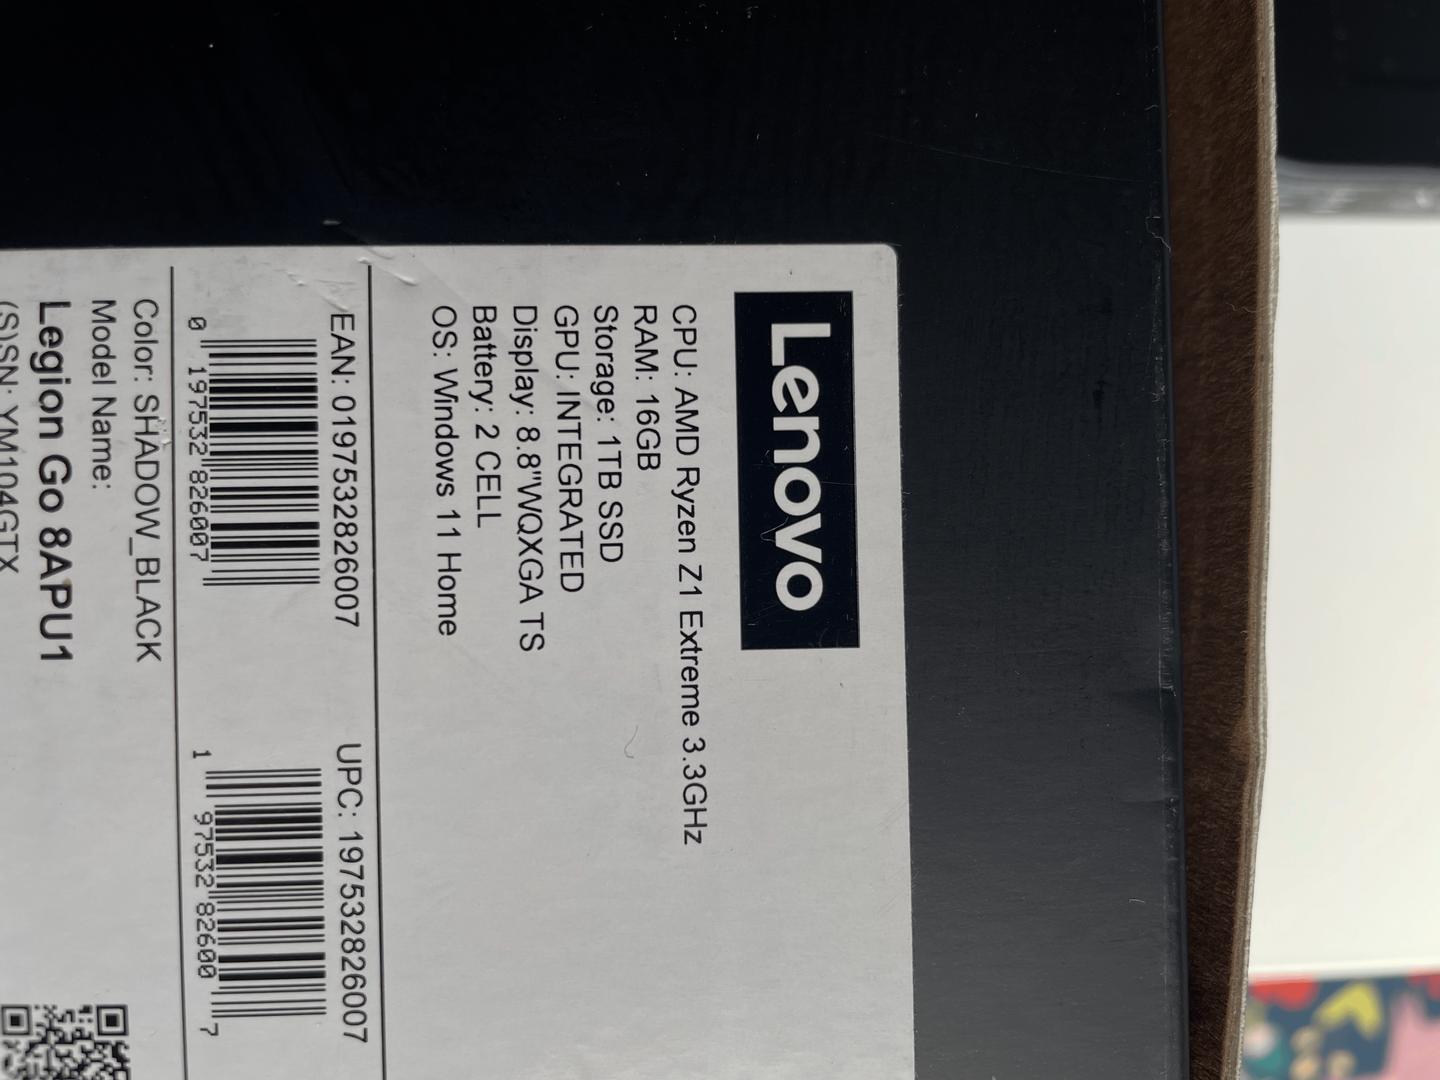 Lenovo
CPU: AMD Ryzen Z1 Extreme 3.3GHz
RAM: 16GB
Storage: 1TB SSD
GPU: INTEGRATED
Display: 8.8"WQXGA TS
Battery: 2 CELL
OS: Windows 11 Home
EAN: 0197532826007
0 197532 826007
UPC: 197532826007
1 97532 82600 7
Color: SHADOW_BLACK
Model Name:
Legion Go 8APU1
(S)SN: YM104GTX